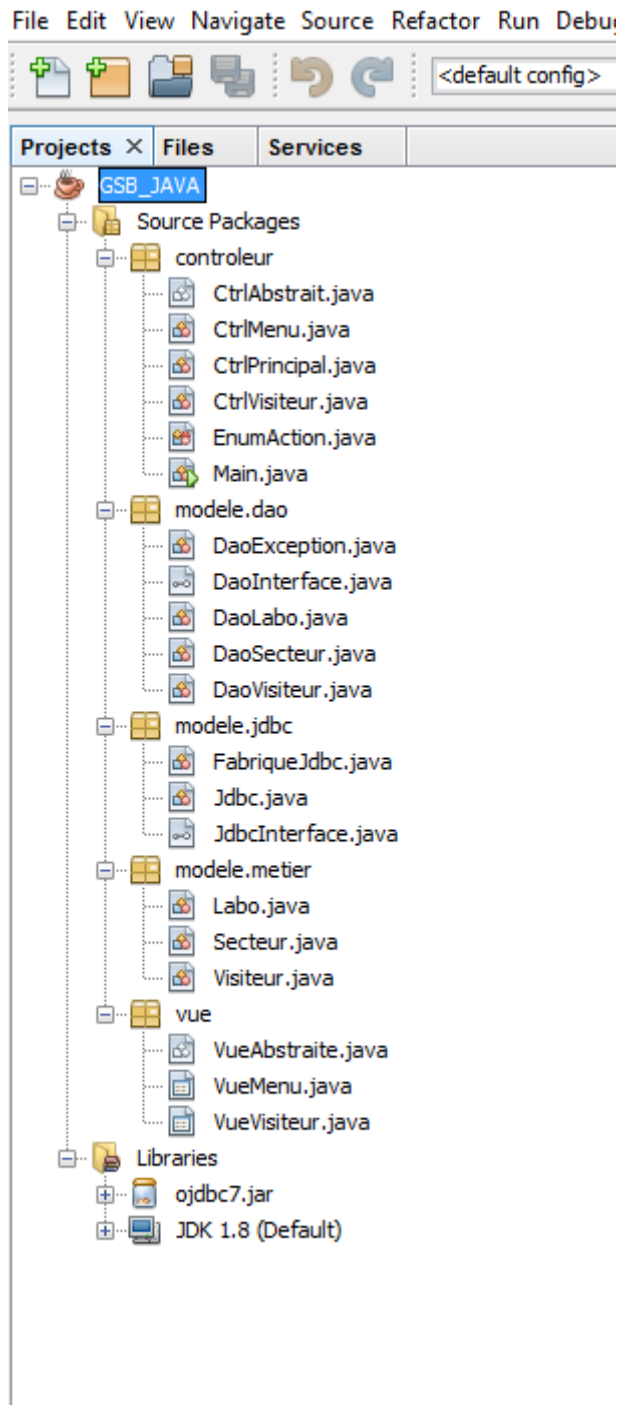 File Edit View Navigate Source Refactor Run Debu
<default config>
Projects × Files Services
GSB_JAVA
Source Packages
controleur
CtrlAbstrait.java
CtrlMenu.java
CtrlPrincipal.java
CtrlVisiteur.java
EnumAction.java
Main.java
modele.dao
DaoException.java
DaoInterface.java
DaoLabo.java
DaoSecteur.java
DaoVisiteur.java
modele.jdbc
FabriqueJdbc.java
Jdbc.java
JdbcInterface.java
modele.metier
Labo.java
Secteur.java
Visiteur.java
vue
VueAbstraite.java
VueMenu.java
VueVisiteur.java
Libraries
ojdbc7.jar
JDK 1.8 (Default)